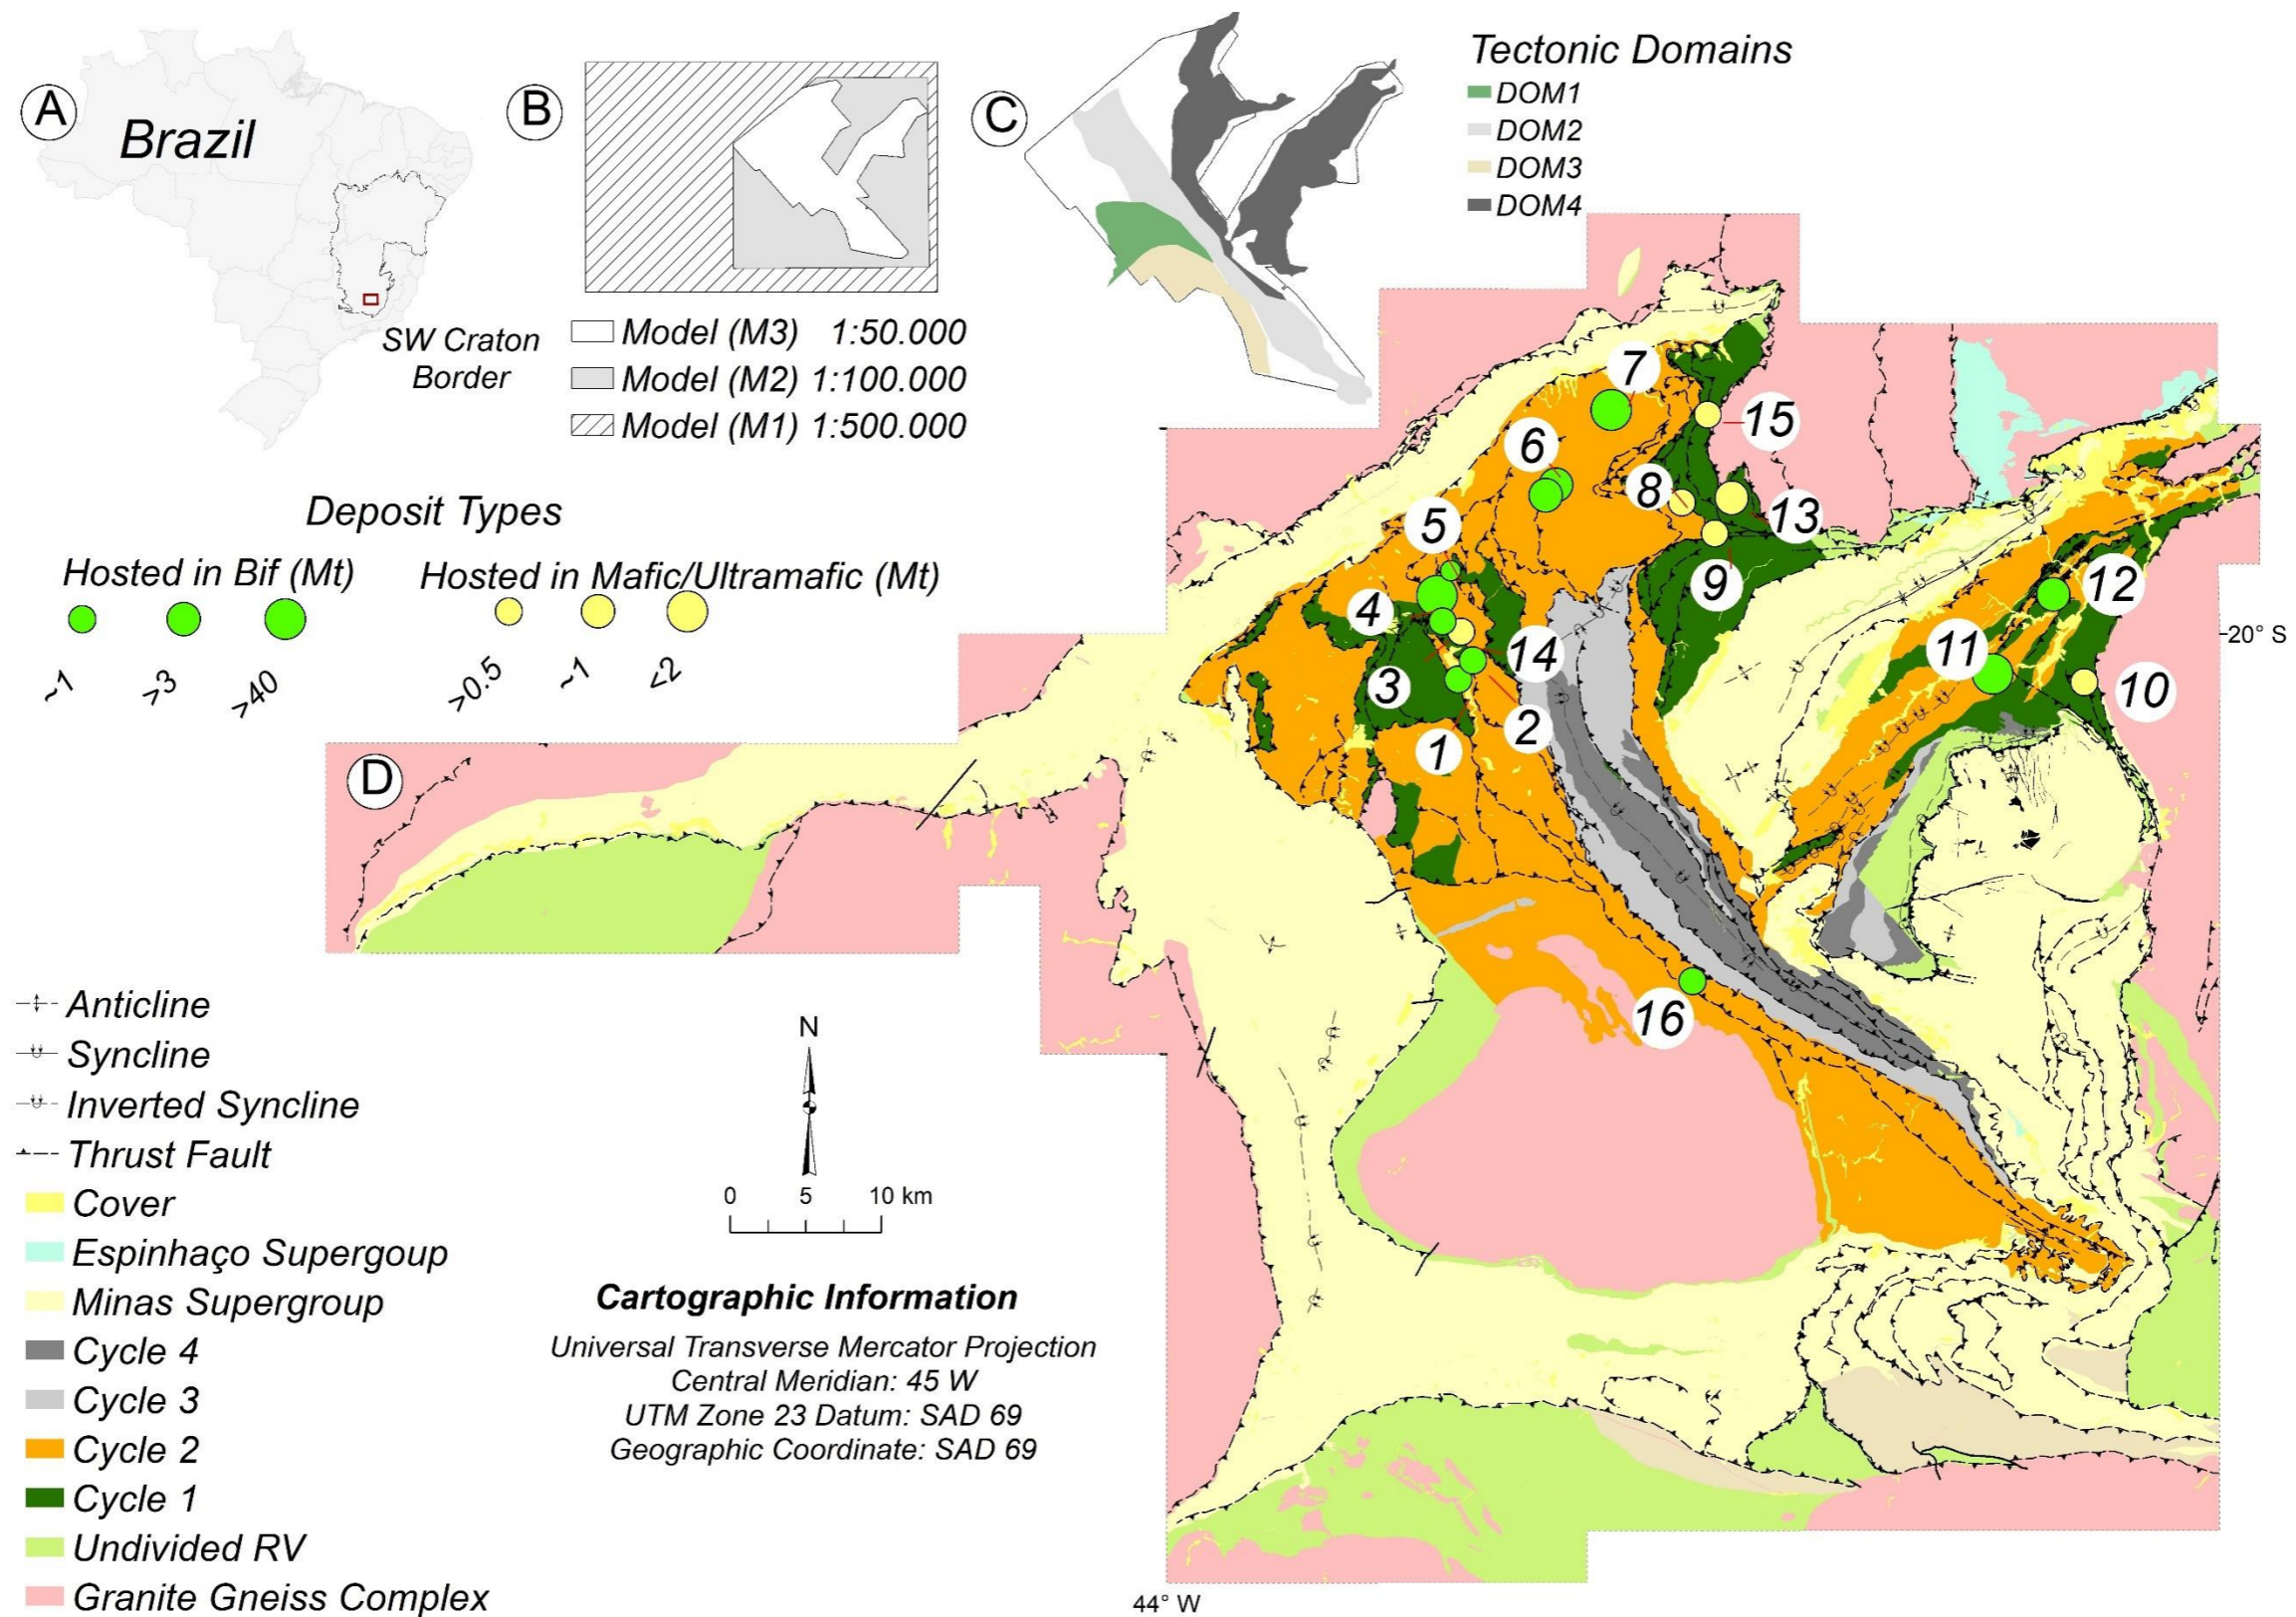 A
Brazil
SW Craton
Border
B
Model (M3) 1:50.000
Model (M2) 1:100.000
Model (M1) 1:500.000
C
Tectonic Domains
DOM1
DOM2
DOM3
DOM4
Deposit Types
Hosted in Bif (Mt)
~1
>3
>40
Hosted in Mafic/Ultramafic (Mt)
>0.5
~1
<2
D
7
15
6
8
13
5
9
12
4
14
11
3
10
2
1
16
20° S
44° W
Anticline
Syncline
Inverted Syncline
Thrust Fault
Cover
Espinhaço Supergoup
Minas Supergroup
Cycle 4
Cycle 3
Cycle 2
Cycle 1
Undivided RV
Granite Gneiss Complex
N
0 5 10 km
Cartographic Information
Universal Transverse Mercator Projection
Central Meridian: 45 W
UTM Zone 23 Datum: SAD 69
Geographic Coordinate: SAD 69